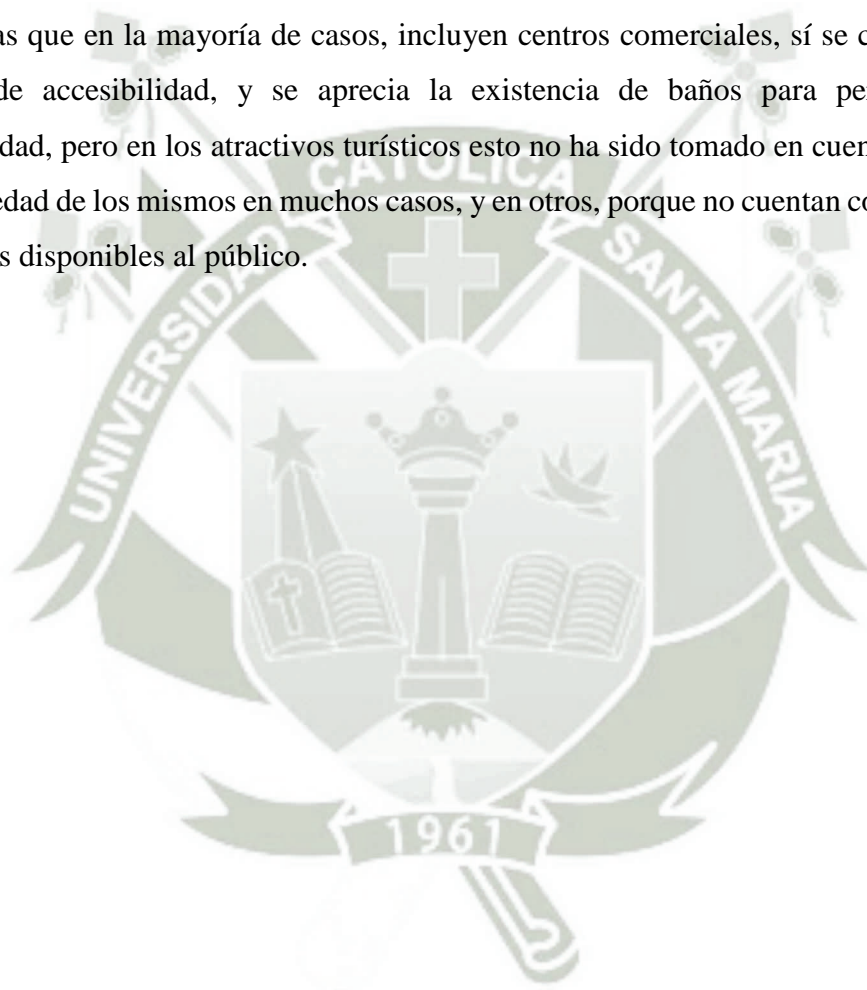 as que en la mayoría de casos, incluyen centros comerciales, sí se c
de accesibilidad, y se aprecia la existencia de baños para pe
dad, pero en los atractivos turísticos esto no ha sido tomado en cuen
edad de los mismos en muchos casos, y en otros, porque no cuentan co
s disponibles al público.
UNIVERSIDAD CATOLICA SANTA MARIA
1961